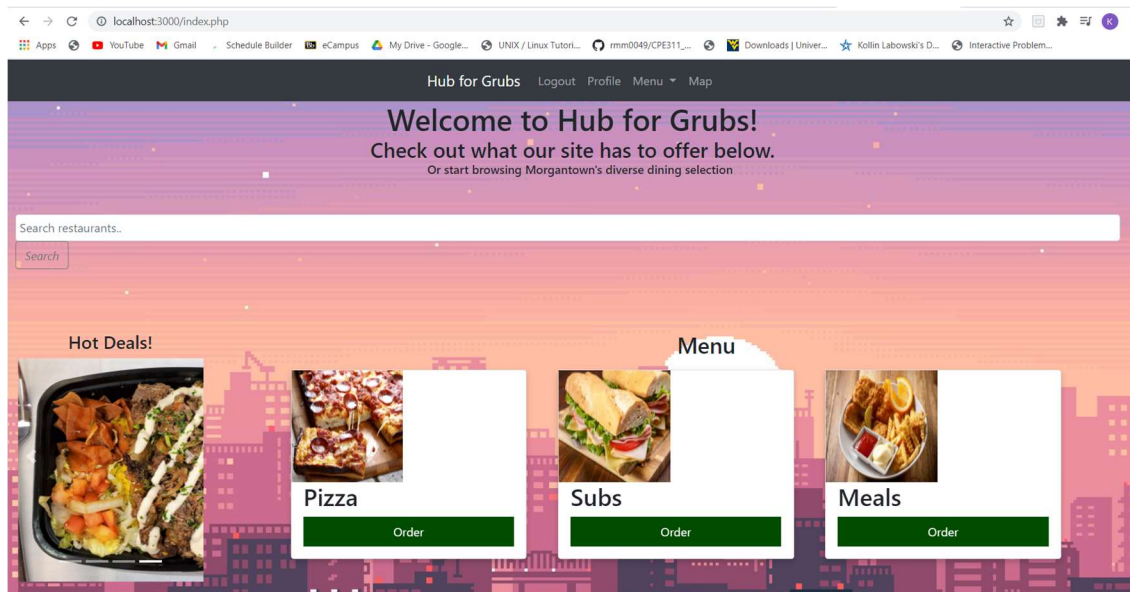 localhost:3000/index.php
K
Apps YouTube Gmail Schedule Builder Bb eCampus My Drive - Google... UNIX / Linux Tutori... rmm0049/CPE311_... Downloads | Univer... Kollin Labowski's D... Interactive Problem...
Hub for Grubs Logout Profile Menu Map
Welcome to Hub for Grubs!
Check out what our site has to offer below.
Or start browsing Morgantown's diverse dining selection
Search restaurants..
Search
Hot Deals!
Menu
Pizza Subs Meals
Order Order Order